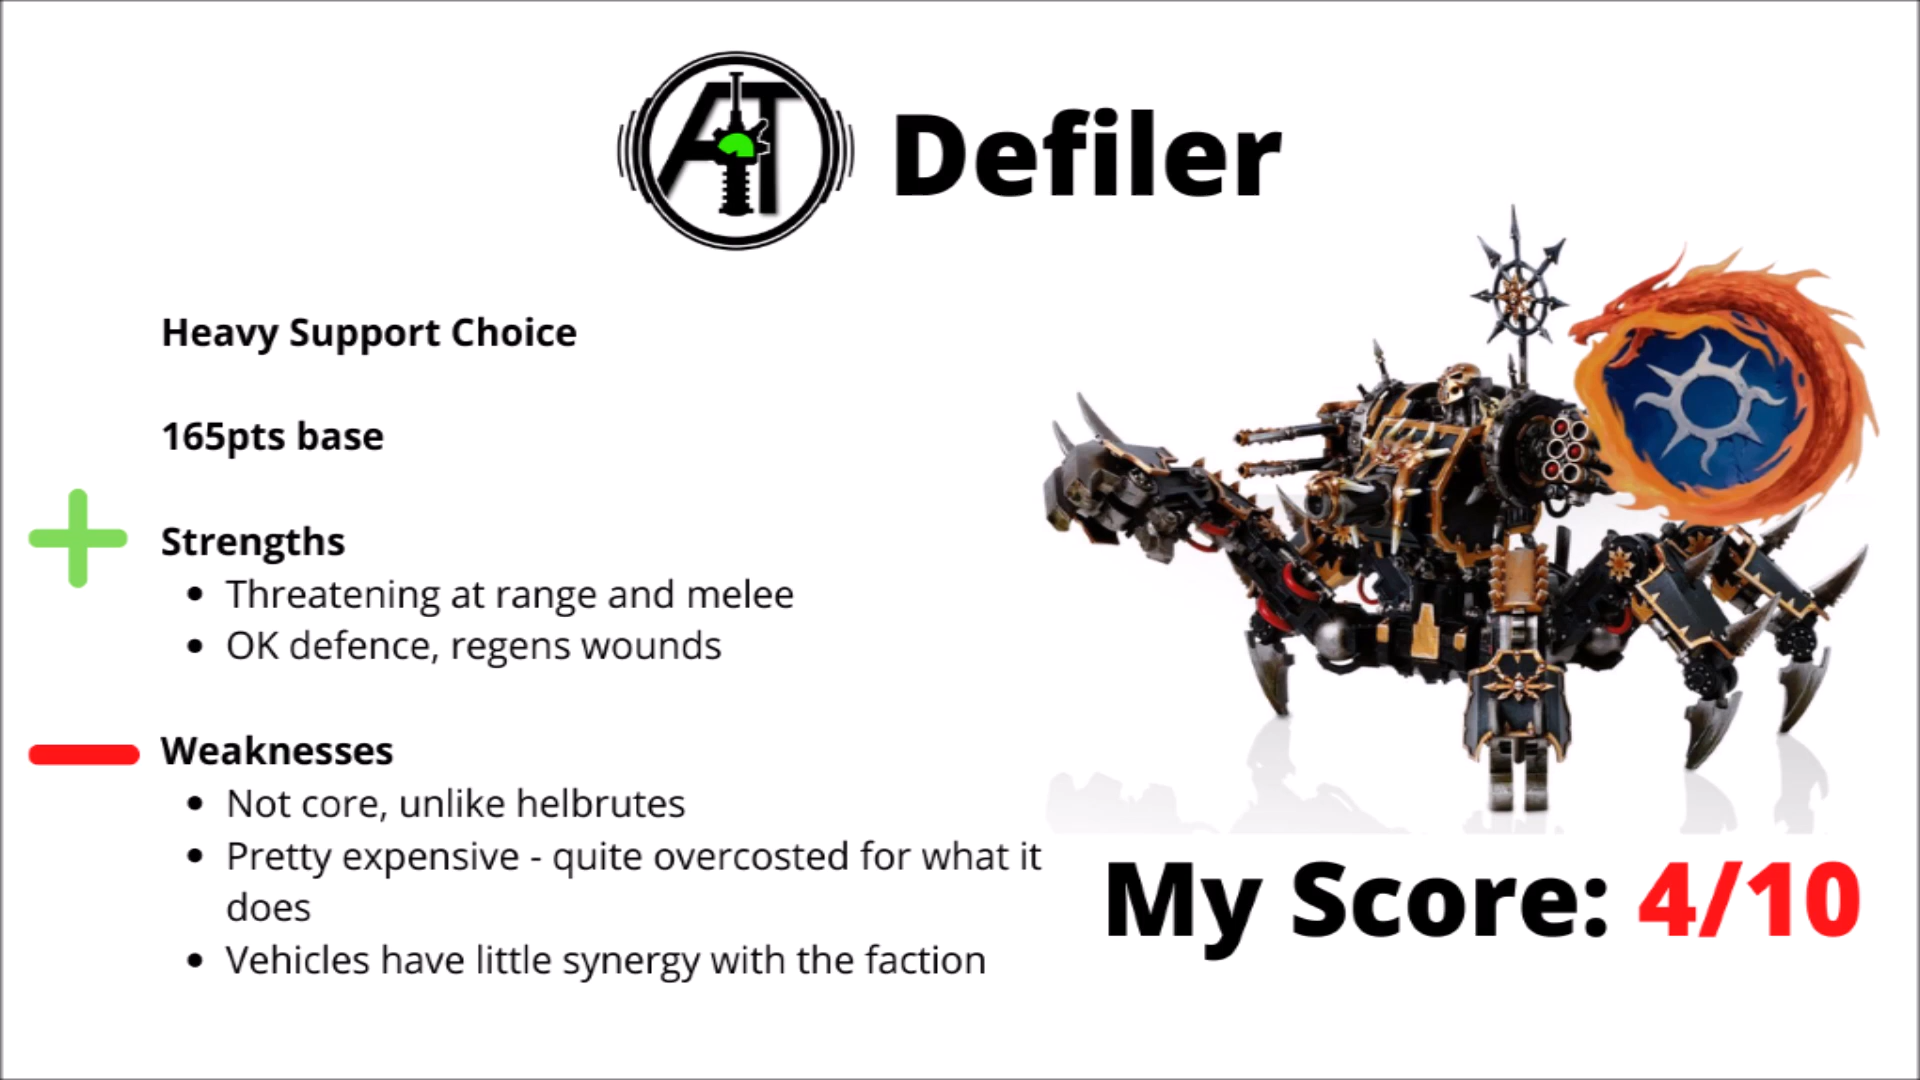 AT
Defiler
Heavy Support Choice
165pts base
Strengths
Threatening at range and melee
OK defence, regens wounds
Weaknesses
Not core, unlike helbrutes
Pretty expensive - quite overcosted for what it
does
Vehicles have little synergy with the faction
My Score: 4/10